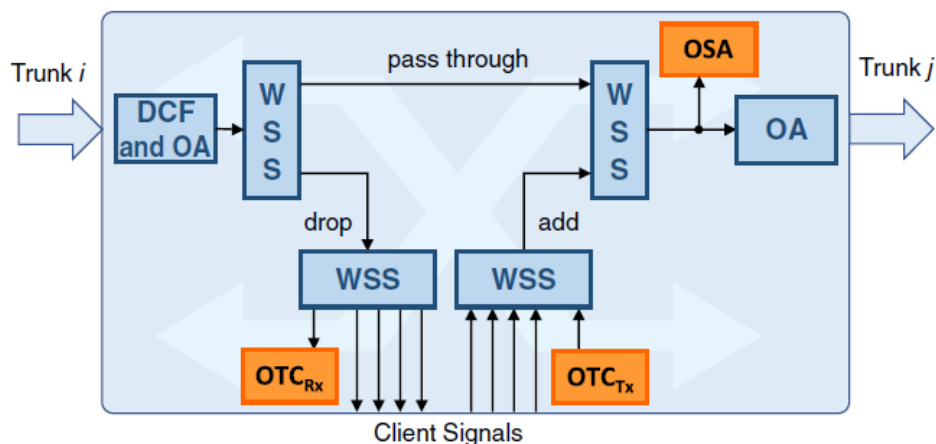 Trunk i
DCF
and OA
W
S
S
pass through
W
S
S
OSA
OA
Trunk j
drop
add
WSS
WSS
OTCRx
OTCTx
Client Signals